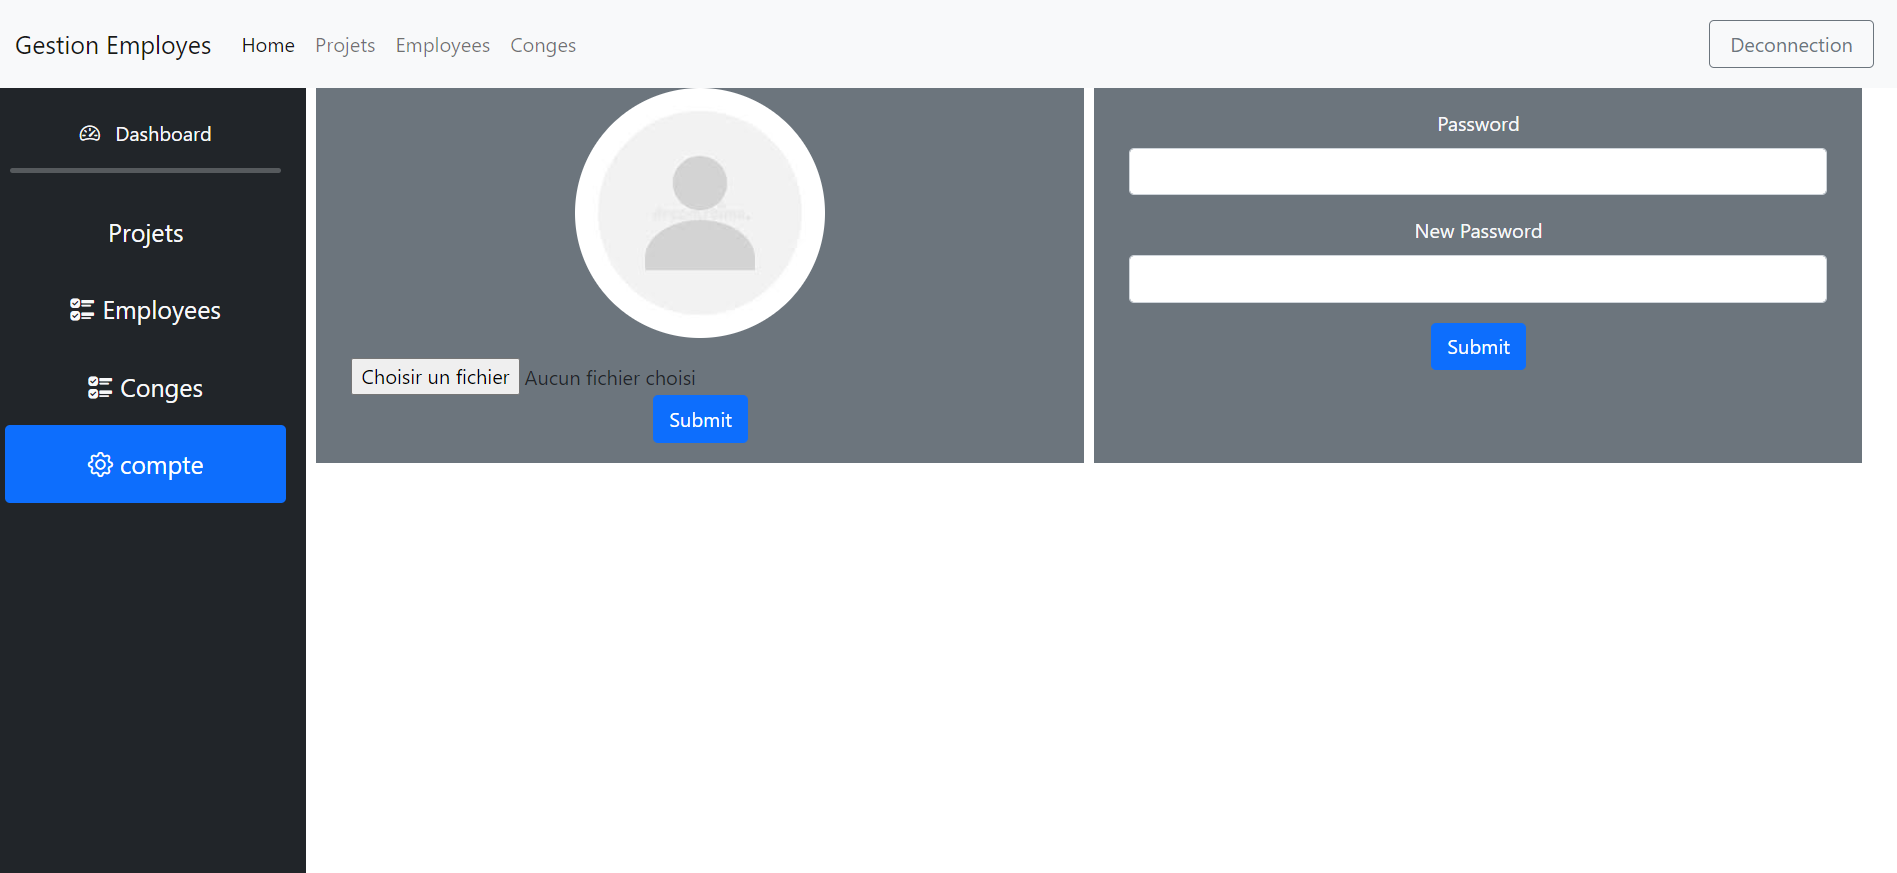 Gestion Employes Home Projets Employees Conges Deconnection
Dashboard
Projets
Employees
Conges
compte
Choisir un fichier Aucun fichier choisi
Submit
Password
New Password
Submit